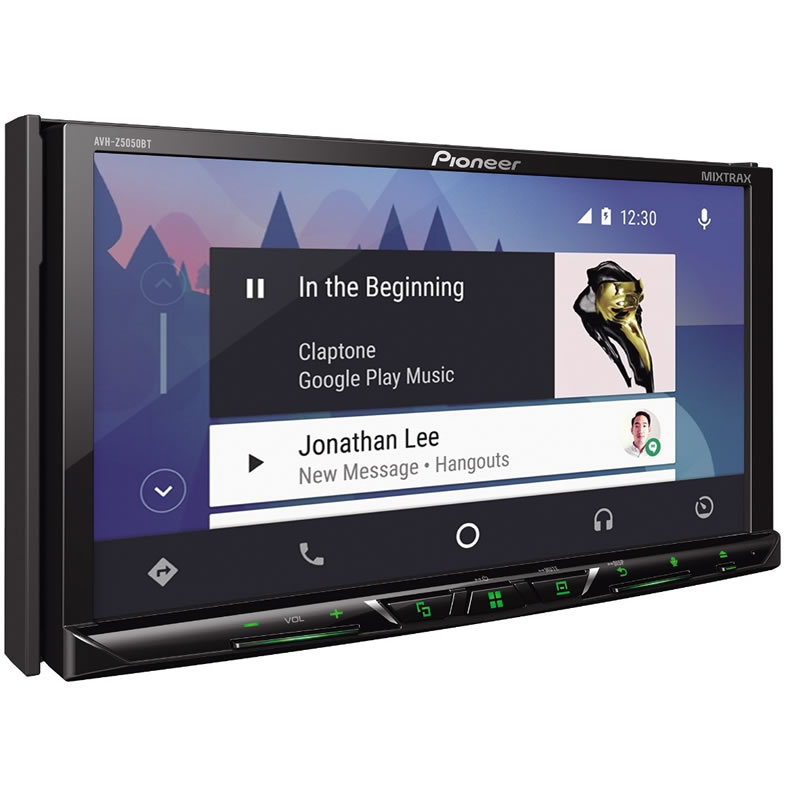 AVH-Z5050BT
Pioneer
MIXTRAX
12:30
In the Beginning
Claptone
Google Play Music
Jonathan Lee
New Message • Hangouts
VOL